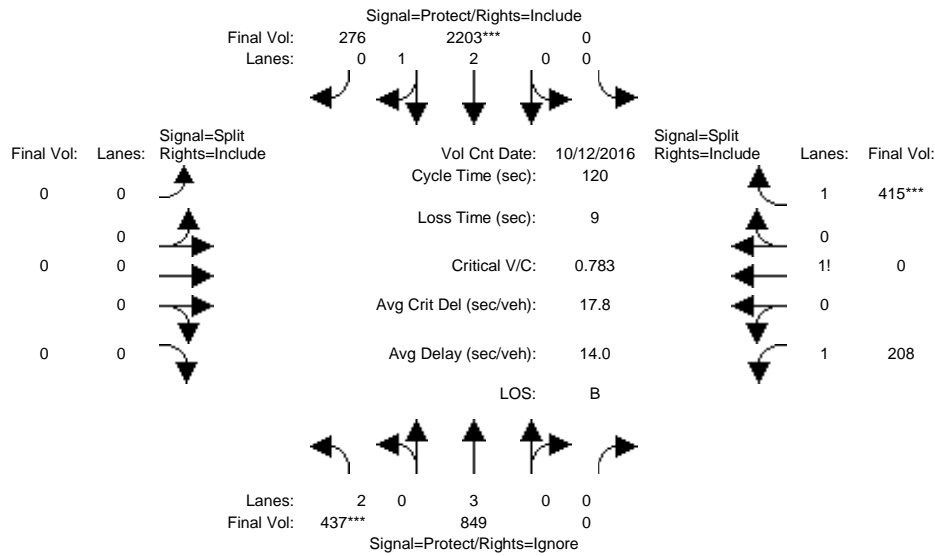 Signal=Protect/Rights=Include
Final Vol: 276 2203*** 0
Lanes: 0 1 2 0 0
Signal=Split
Final Vol: Lanes: Rights=Include
Vol Cnt Date: 10/12/2016
Signal=Split
Rights=Include Lanes: Final Vol:
Cycle Time (sec): 120
0 0
1 415***
Loss Time (sec): 9
0
0
0 0
Critical V/C: 0.783
1! 0
0
Avg Crit Del (sec/veh): 17.8
0
0 0
Avg Delay (sec/veh): 14.0
1 208
LOS: B
Lanes: 2 0 3 0 0
Final Vol: 437*** 849 0
Signal=Protect/Rights=Ignore